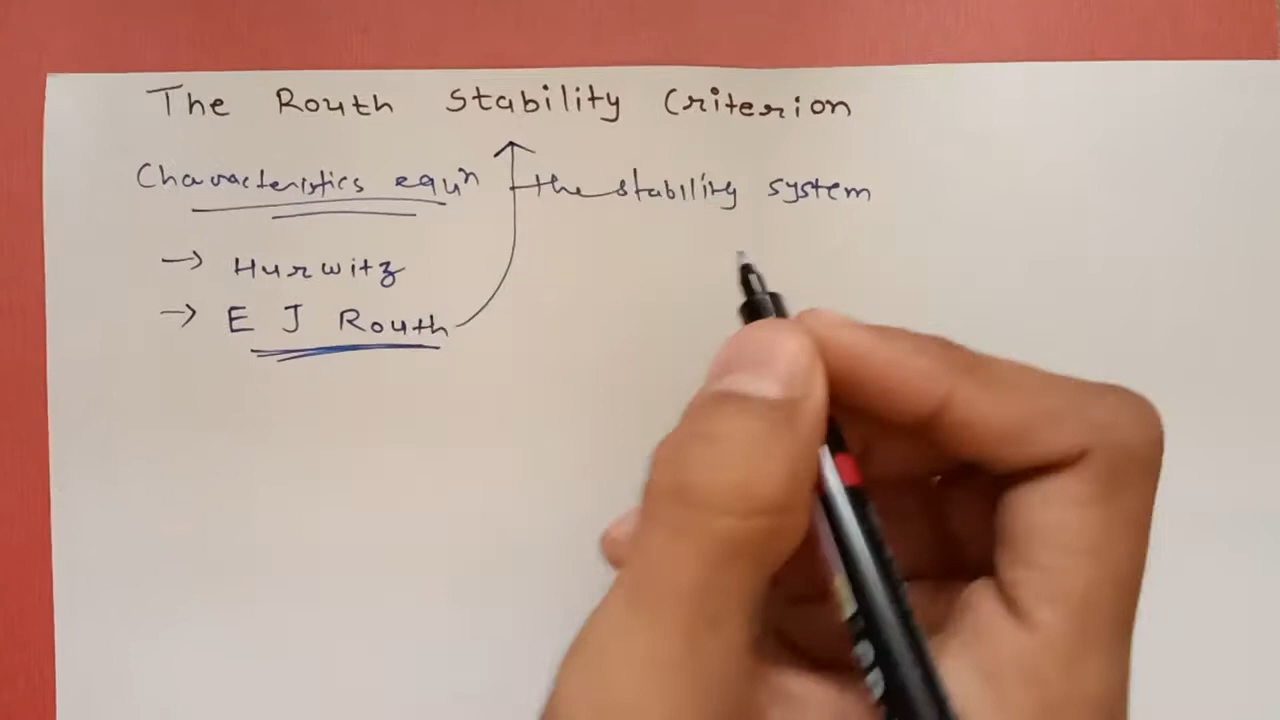 The Routh Stability Criterion
Characteristics equⁿ the stability system
→ Hurwitz
→ E J Routh